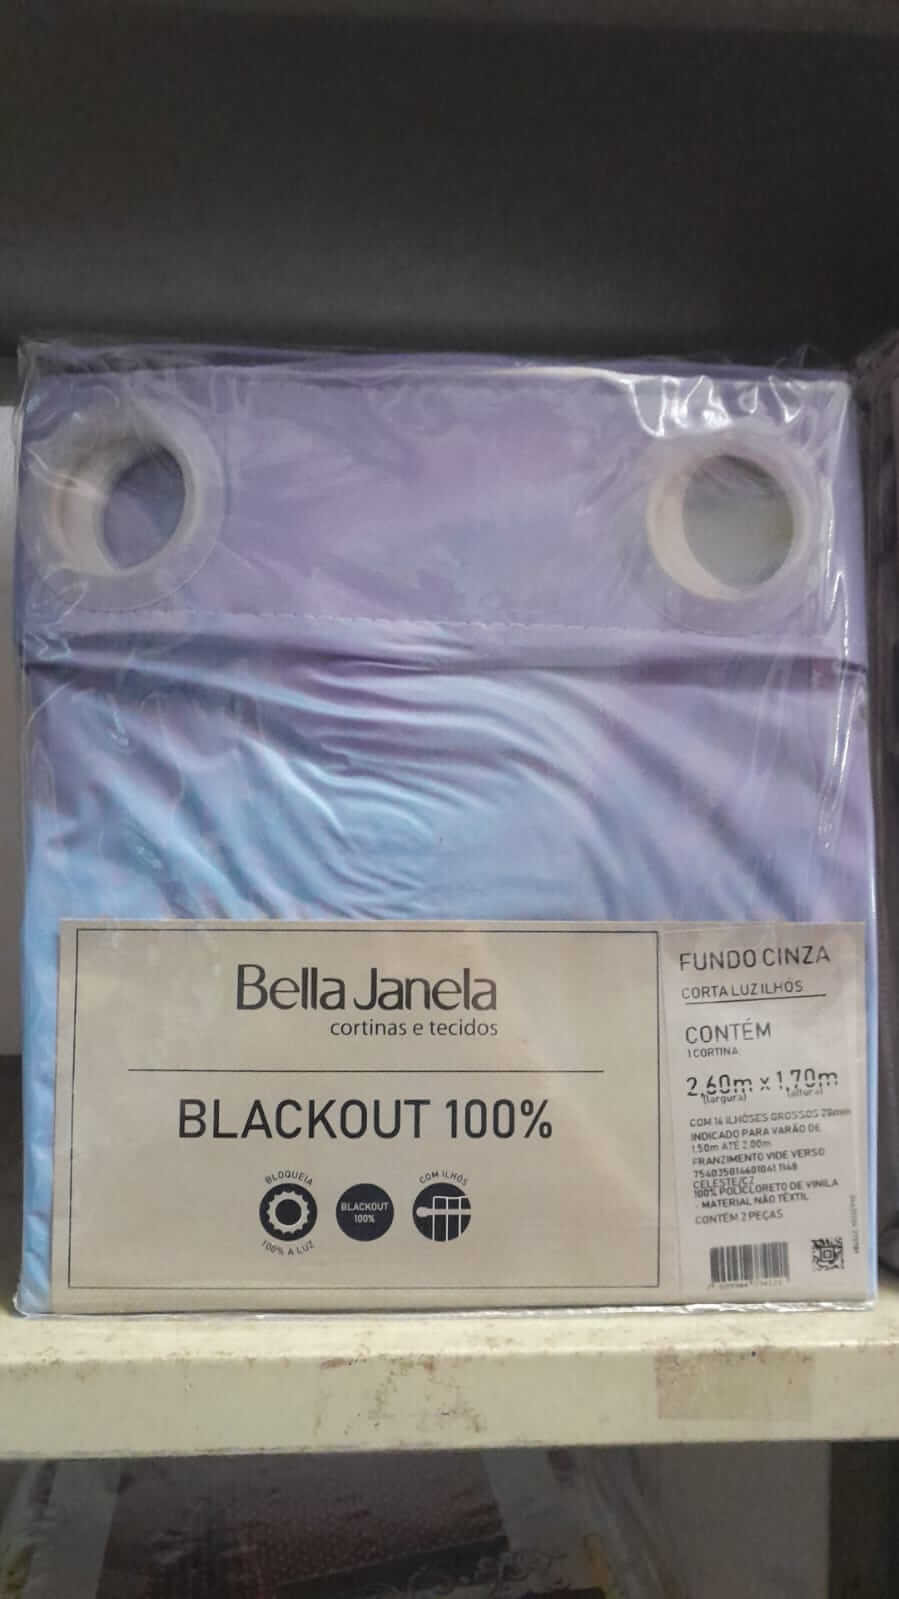 Bella Janela
cortinas e tecidos
BLACKOUT 100%
BLOQUEIA
100% A LUZ
BLACKOUT
100%
COM ILHÓS
FUNDO CINZA
CORTA LUZ ILHÓS
CONTÉM
1 CORTINA
2,60m x 1,70m
(largura) (altura)
COM 16 ILHÓSES GROSSOS 28mm
INDICADO PARA VARÃO DE
1,50m ATÉ 2,00m
FRANZIMENTO VIDE VERSO
CELESTE/CZ
100% POLICLORETO DE VINILA
- MATERIAL NÃO TÊXTIL
CONTÉM 2 PEÇAS